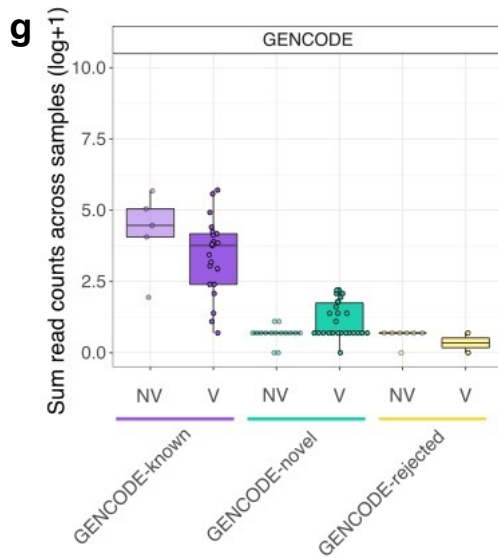 g
GENCODE
Sum read counts across samples (log+1)
10.0
7.5
5.0
2.5
0.0
NV V NV V NV V
GENCODE-known
GENCODE-novel
GENCODE-rejected